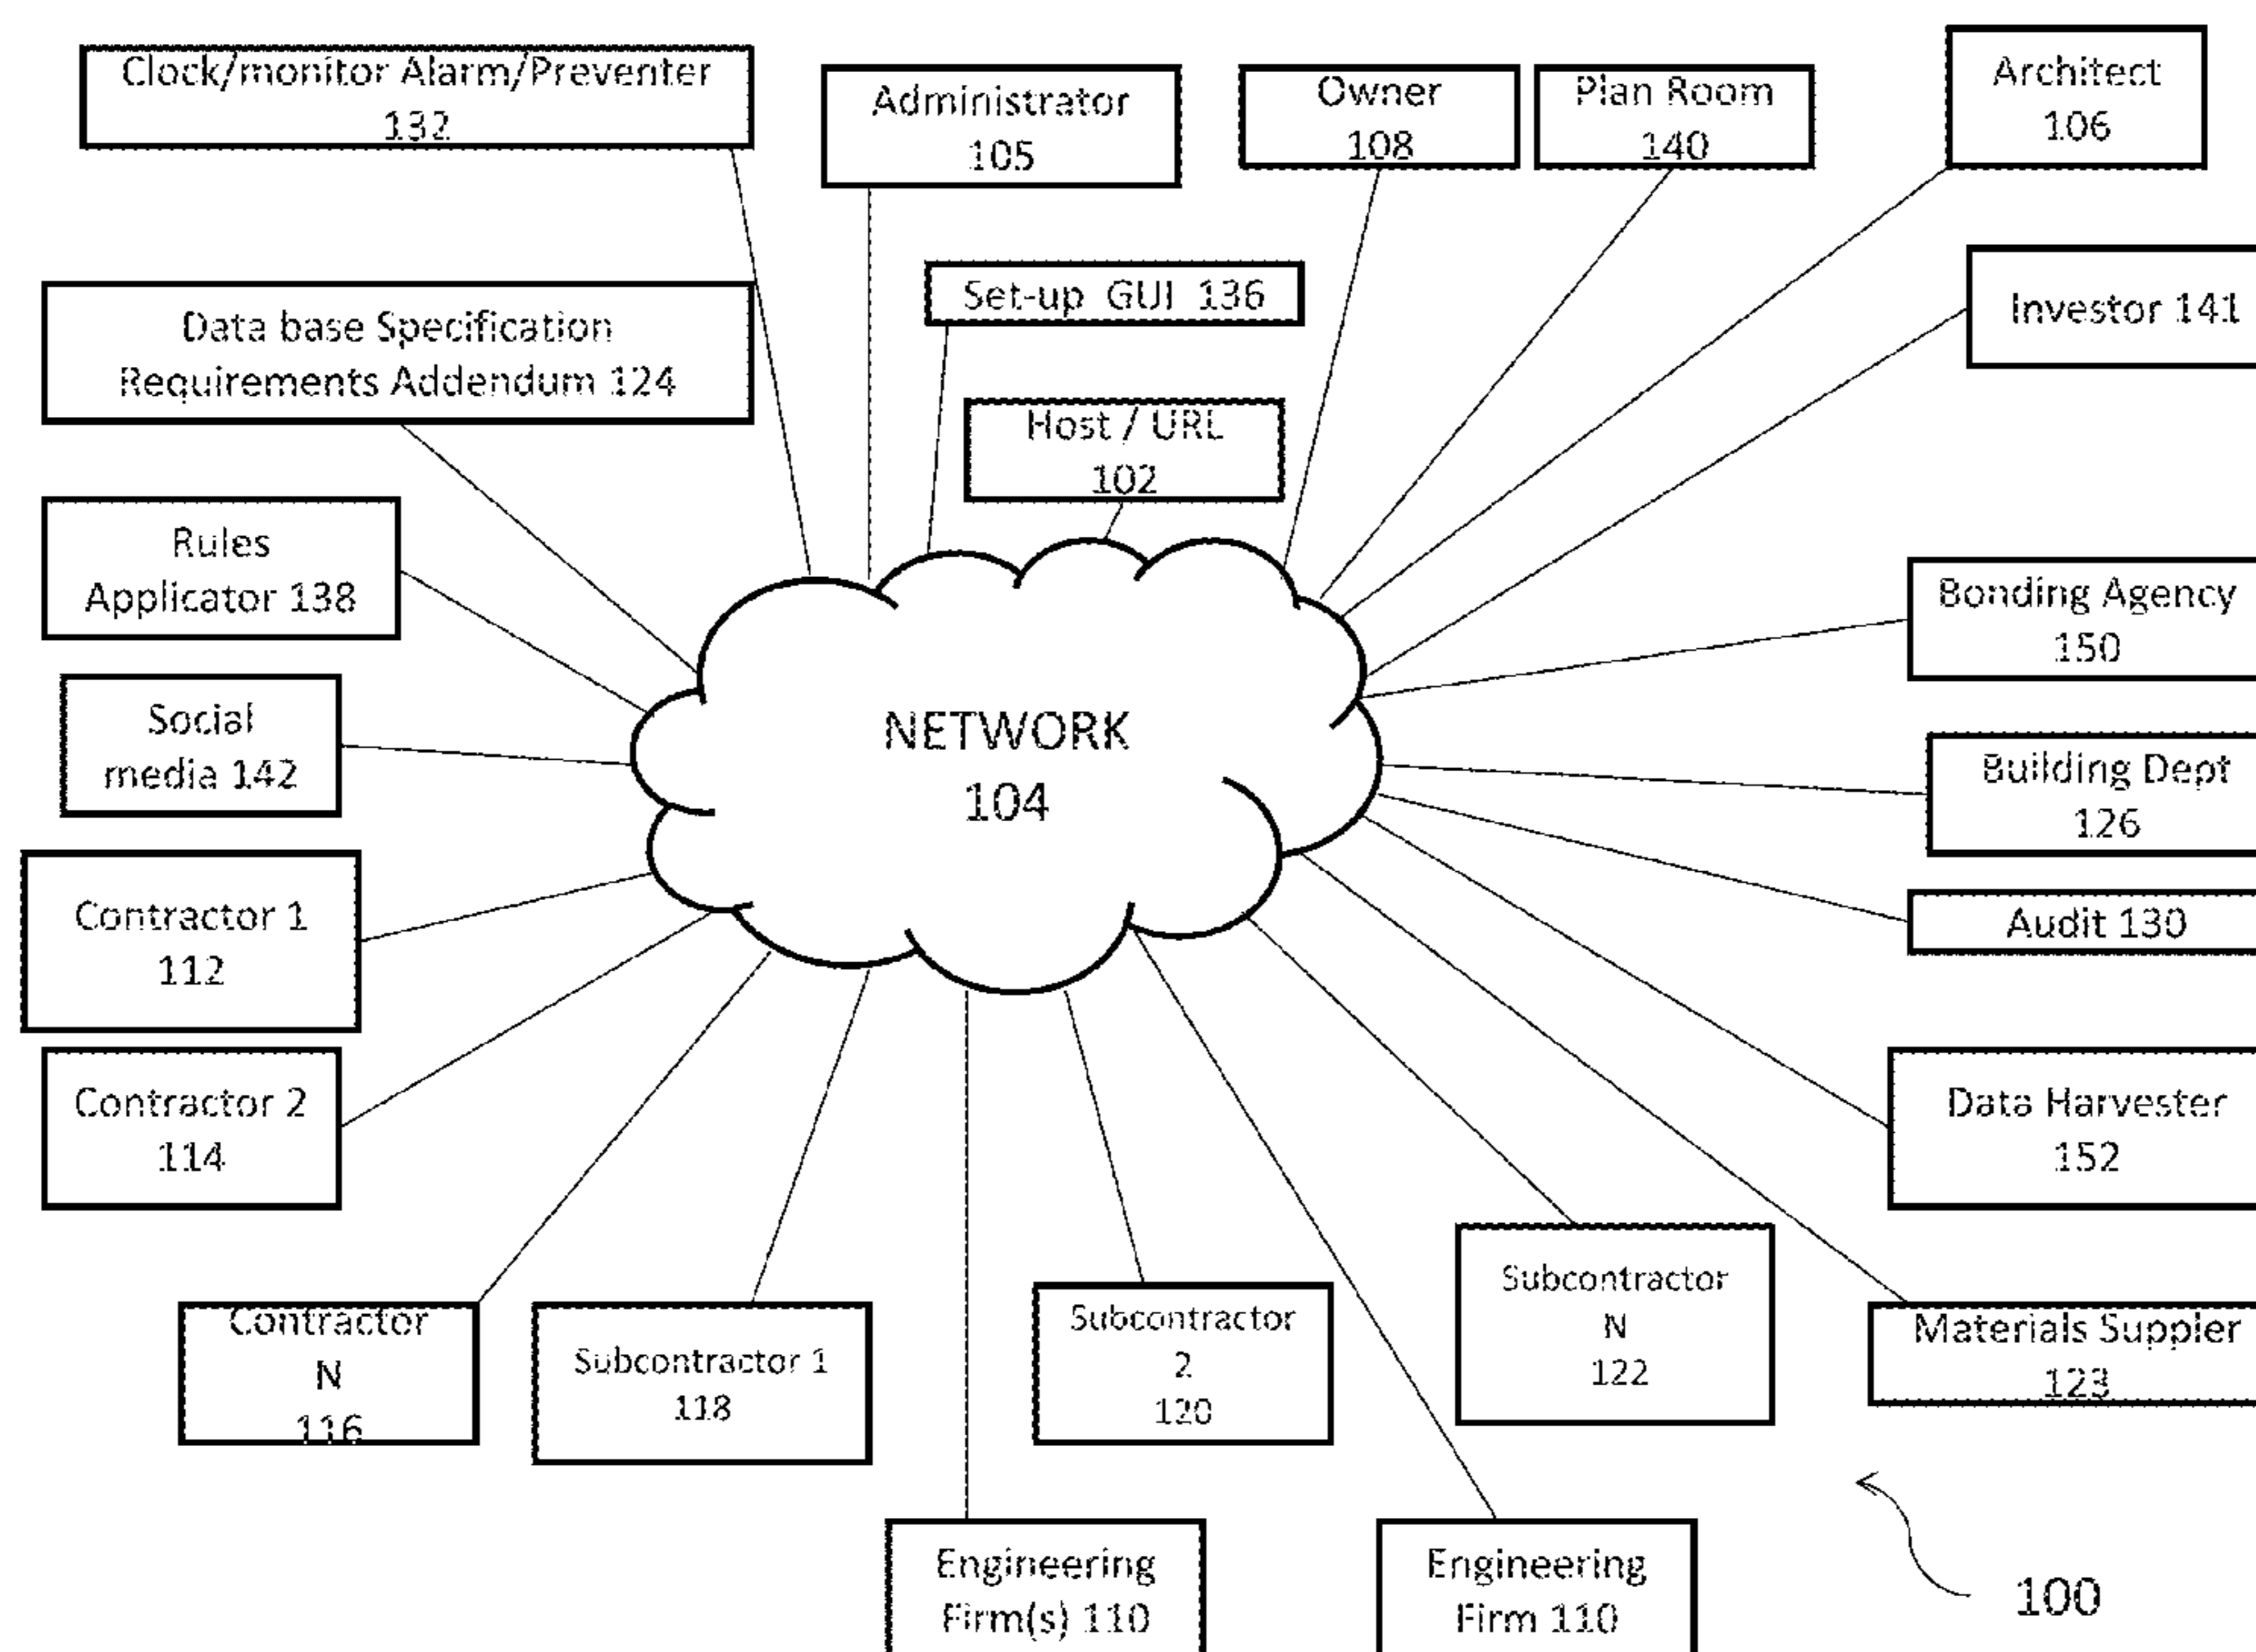 Clock/monitor Alarm/Preventer
132
Administrator
105
Owner
108
Plan Room
140
Architect
106
Set-up GUI 136
Investor 141
Data base Specification
Requirements Addendum 124
Host / URL
102
Rules
Applicator 138
Bonding Agency
150
Social
media 142
NETWORK
104
Building Dept
126
Contractor 1
112
Audit 130
Contractor 2
114
Data Harvester
152
Contractor
N
116
Subcontractor 1
118
Subcontractor
2
120
Subcontractor
N
122
Materials Suppler
123
Engineering
Firm(s) 110
Engineering
Firm 110
100